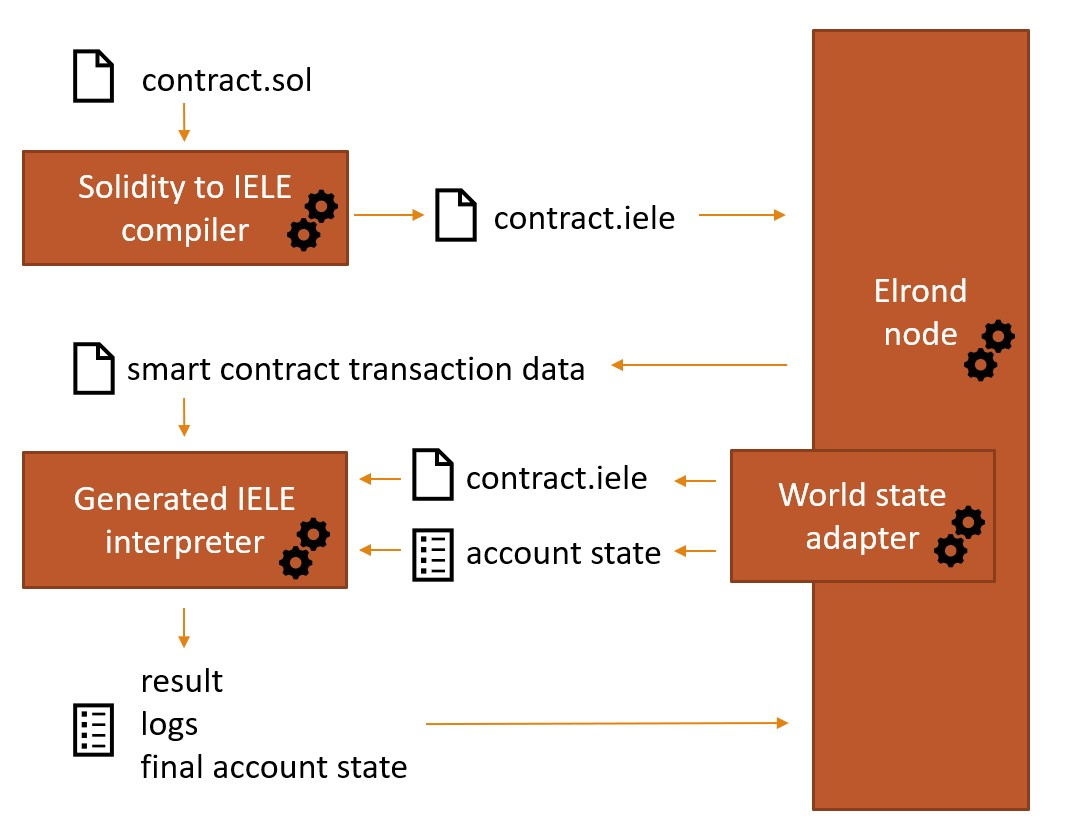 contract.sol
Solidity to IELE
compiler
contract.iele
Elrond
node
smart contract transaction data
Generated IELE
interpreter
contract.iele
account state
World state
adapter
result
logs
final account state